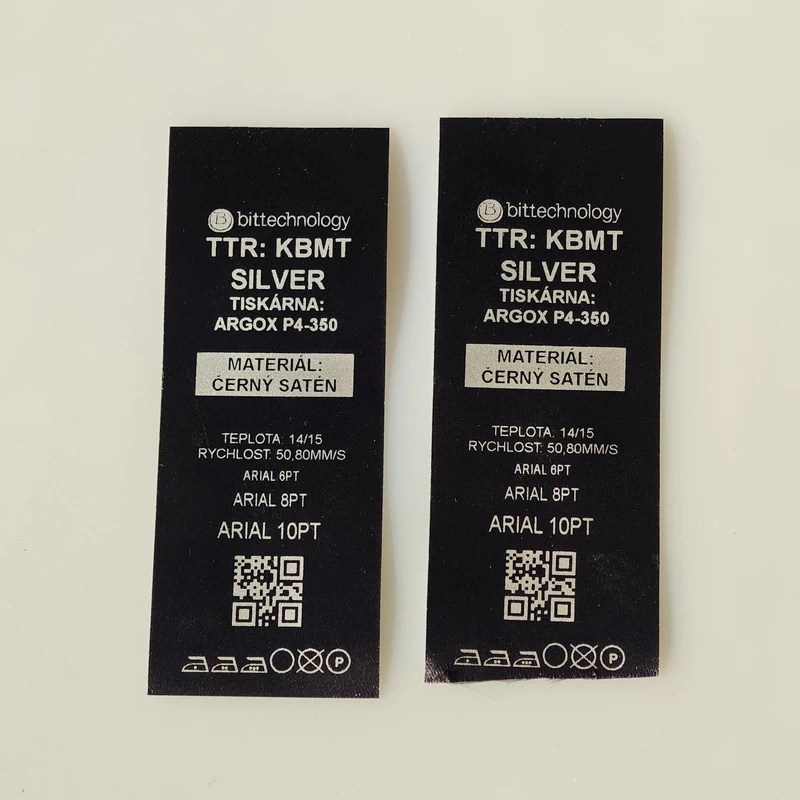 bittechnology
TTR: KBMT
SILVER
TISKÁRNA:
ARGOX P4-350
MATERIÁL:
ČERNÝ SATÉN
TEPLOTA: 14/15
RYCHLOST: 50,80MM/S
ARIAL 6PT
ARIAL 8PT
ARIAL 10PT
P
bittechnology
TTR: KBMT
SILVER
TISKÁRNA:
ARGOX P4-350
MATERIÁL:
ČERNÝ SATÉN
TEPLOTA: 14/15
RYCHLOST: 50,80MM/S
ARIAL 6PT
ARIAL 8PT
ARIAL 10PT
P